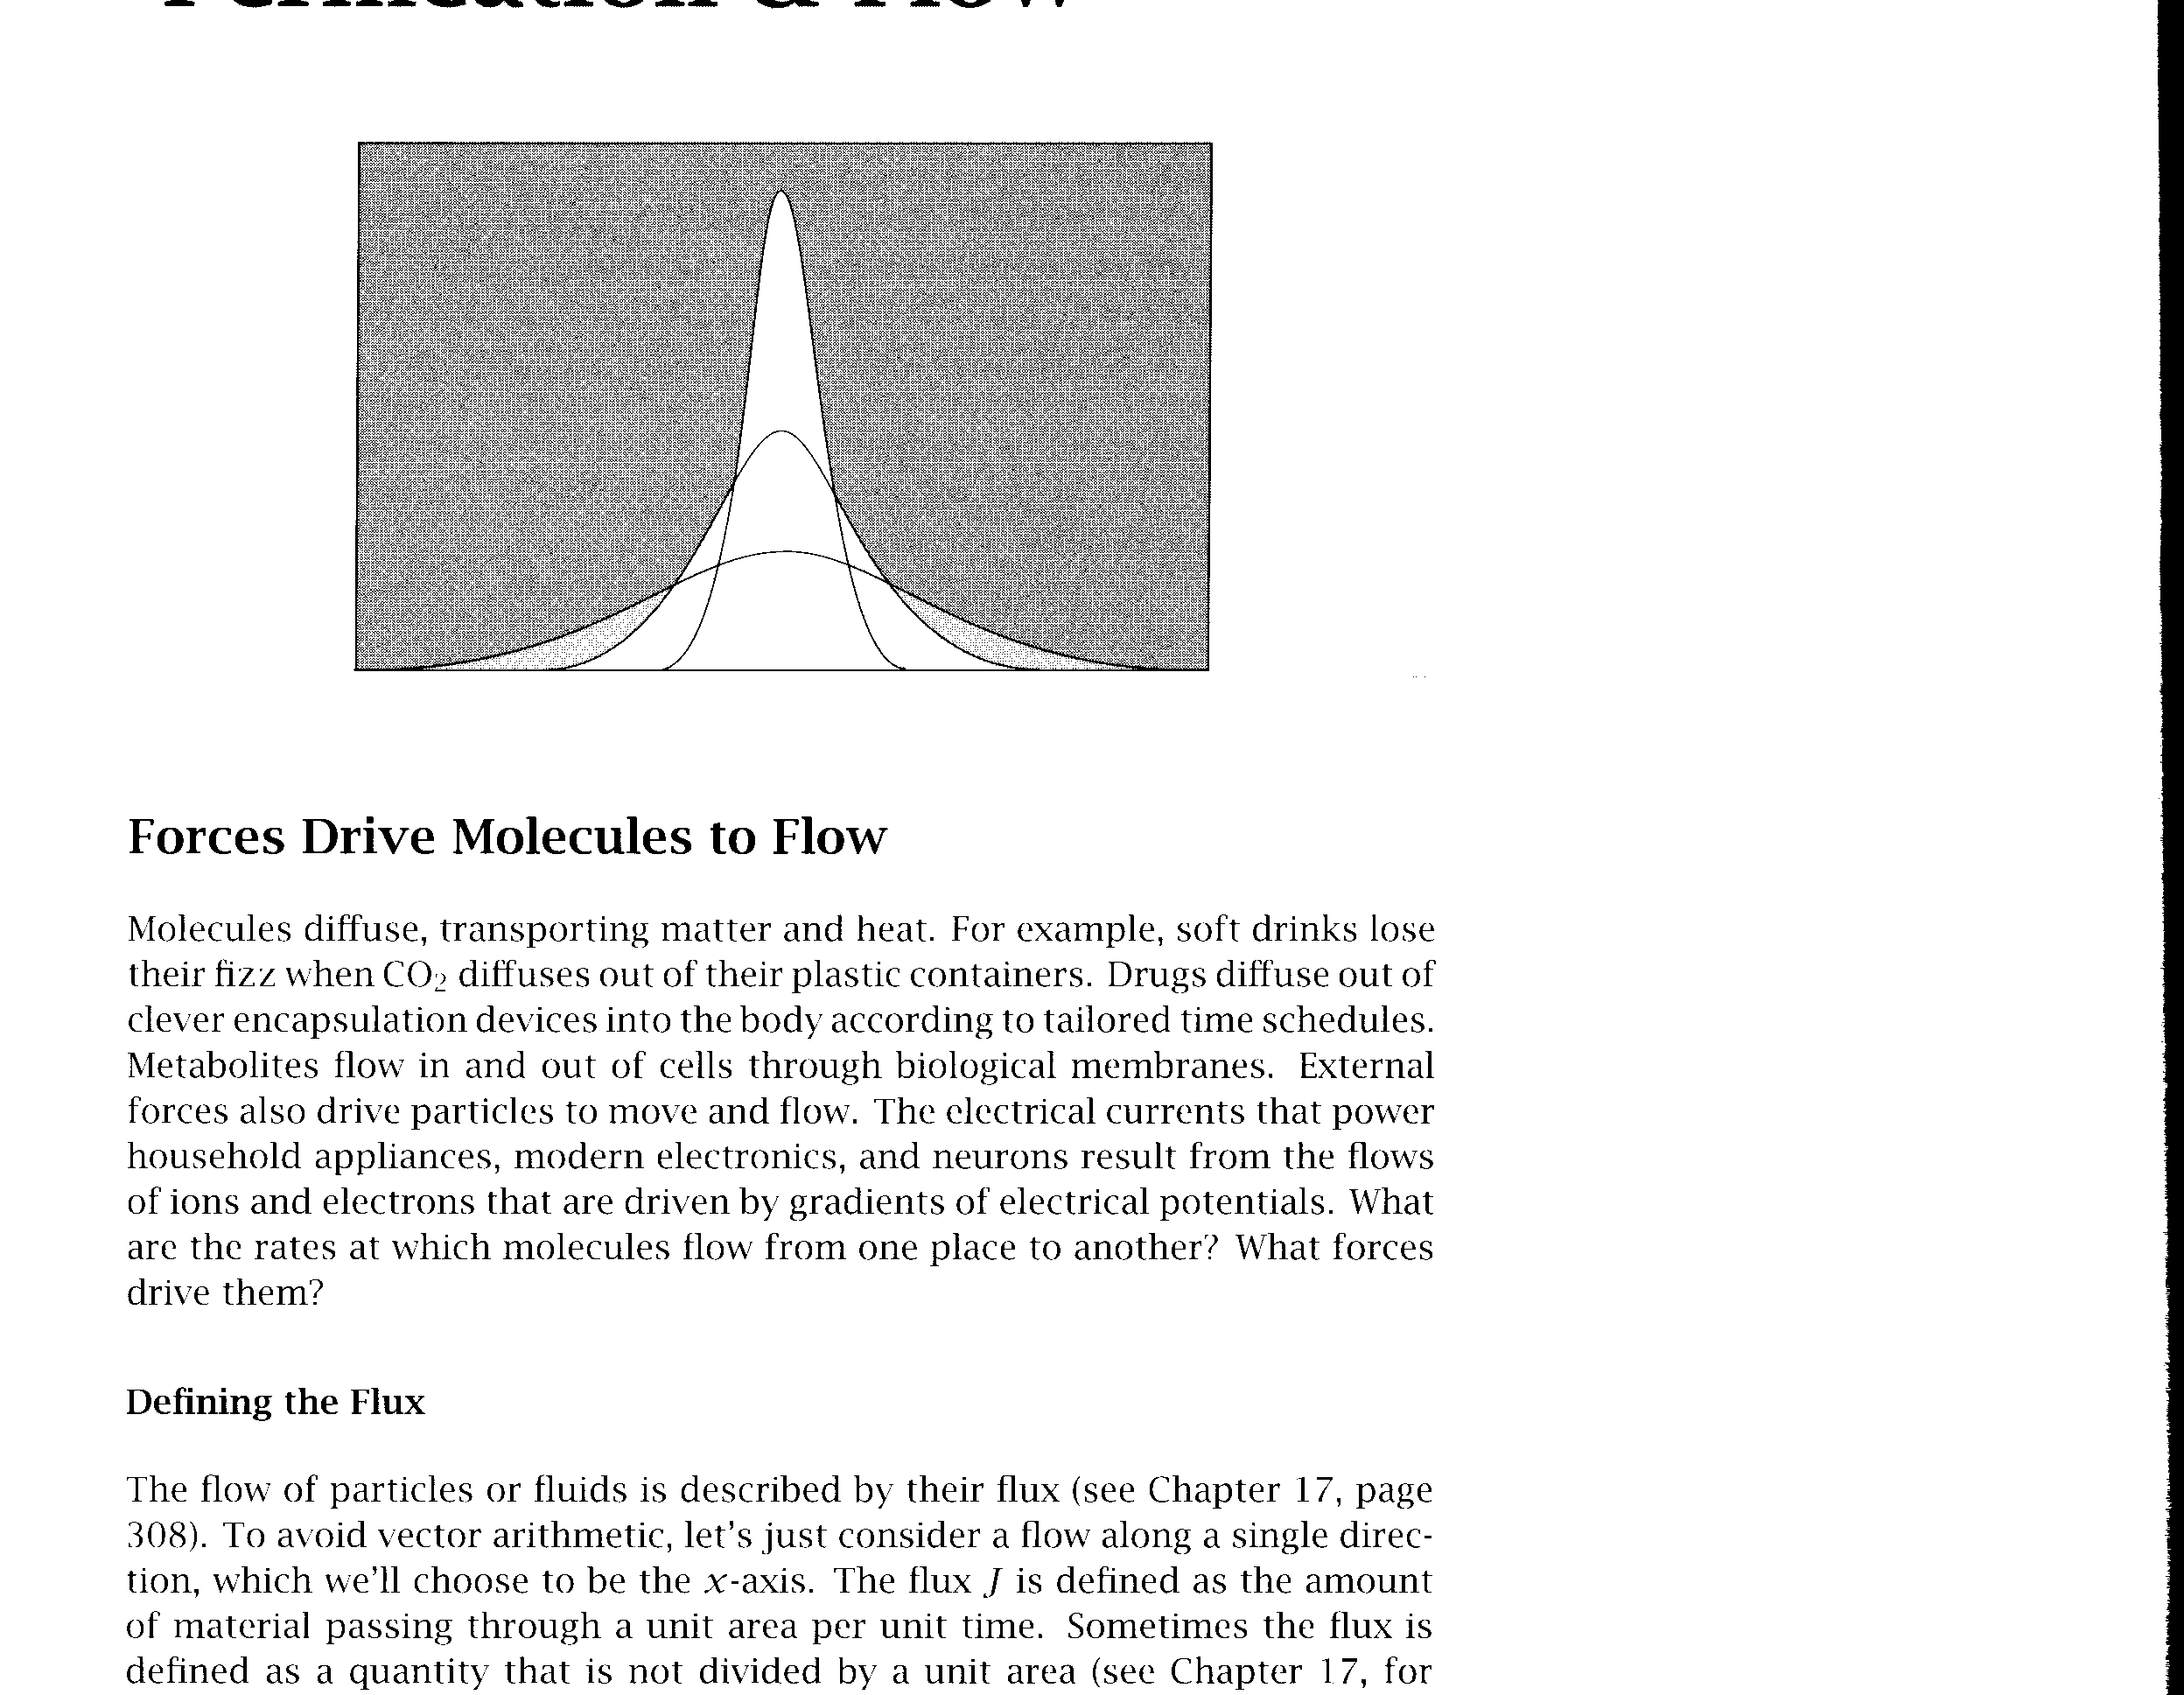 & Flow
Forces Drive Molecules to Flow
Molecules diffuse, transporting matter and heat. For example, soft drinks lose
their fizz when CO₂ diffuses out of their plastic containers. Drugs diffuse out of
clever encapsulation devices into the body according to tailored time schedules.
Metabolites flow in and out of cells through biological membranes. External
forces also drive particles to move and flow. The electrical currents that power
household appliances, modern electronics, and neurons result from the flows
of ions and electrons that are driven by gradients of electrical potentials. What
are the rates at which molecules flow from one place to another? What forces
drive them?
Defining the Flux
The flow of particles or fluids is described by their flux (see Chapter 17, page
308). To avoid vector arithmetic, let's just consider a flow along a single direc-
tion, which we'll choose to be the x-axis. The flux J is defined as the amount
of material passing through a unit area per unit time. Sometimes the flux is
defined as a quantity that is not divided by a unit area (see Chapter 17, for